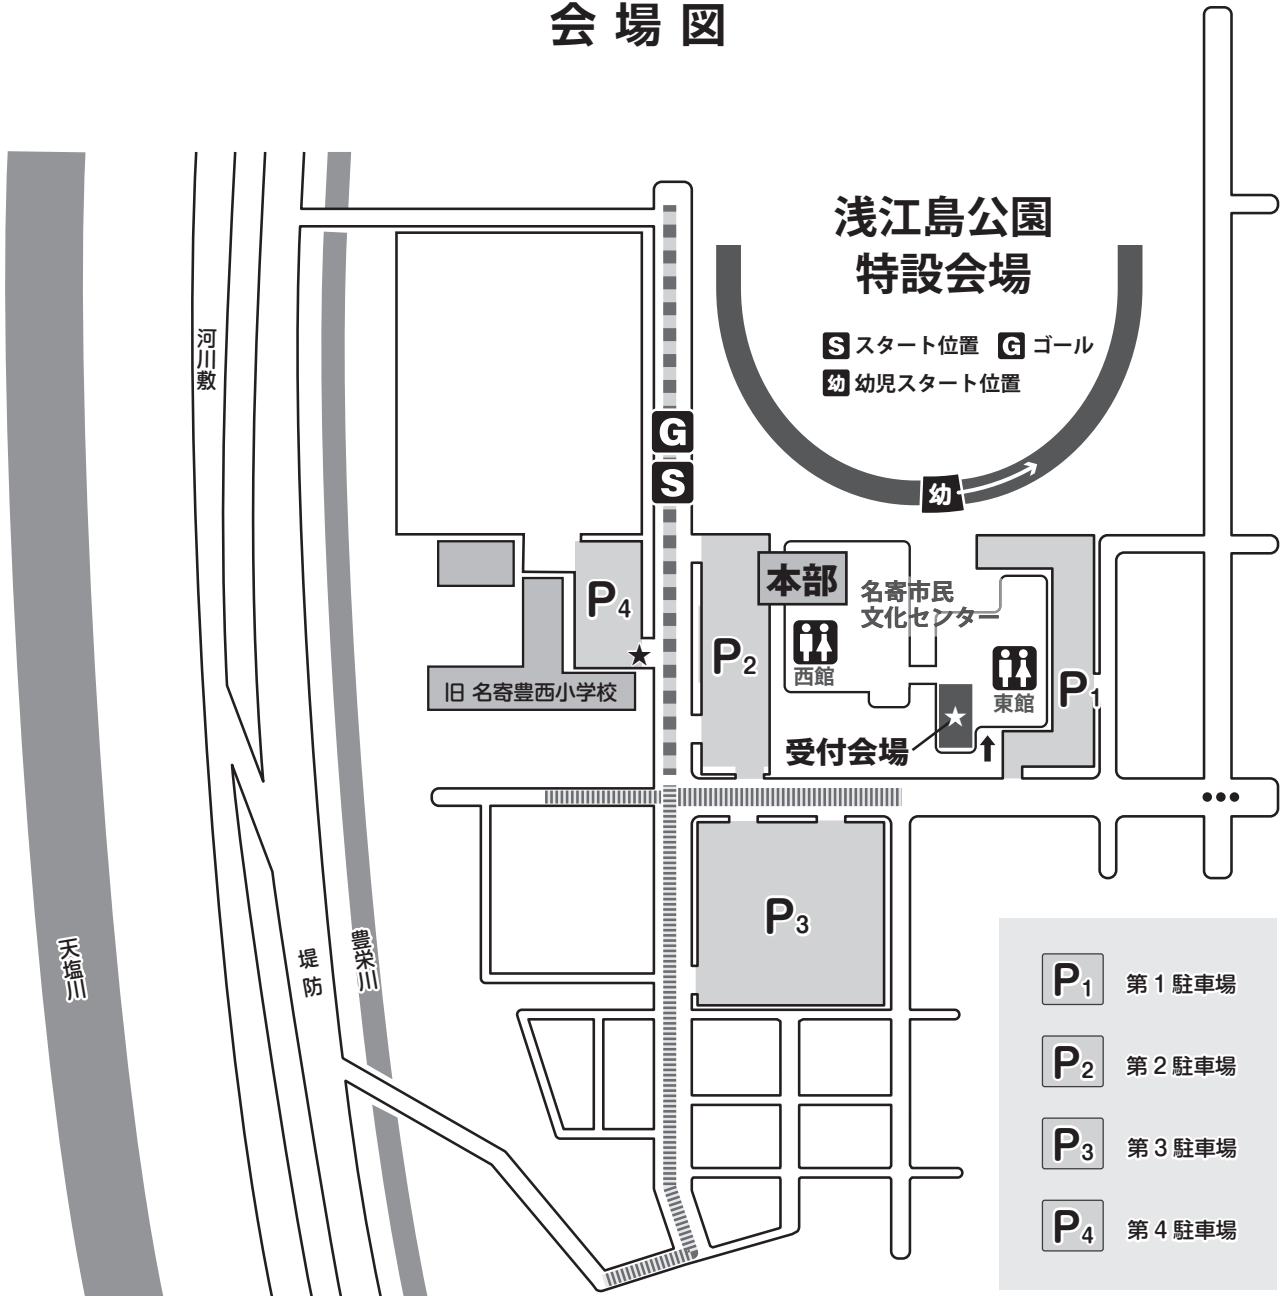 会場図
浅江島公園
特設会場
S スタート位置 G ゴール
幼 幼児スタート位置
河川敷
G
S
幼
本部
名寄市民
文化センター
P4
P2
西館
東館
P1
旧 名寄豊西小学校
受付会場
P3
天塩川
堤防
豊栄川
P1 第1駐車場
P2 第2駐車場
P3 第3駐車場
P4 第4駐車場